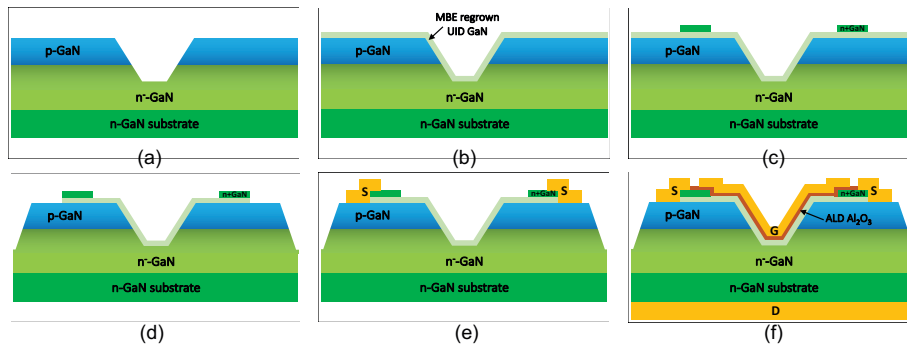 p-GaN
n⁻-GaN
n-GaN substrate
(a)
MBE regrown
UID GaN
p-GaN
n⁻-GaN
n-GaN substrate
(b)
n+GaN
p-GaN
n⁻-GaN
n-GaN substrate
(c)
n+GaN
p-GaN
n⁻-GaN
n-GaN substrate
(d)
S
S
n+GaN
p-GaN
n⁻-GaN
n-GaN substrate
(e)
S
n+GaN
S
p-GaN
G
ALD Al₂O₃
n⁻-GaN
n-GaN substrate
D
(f)